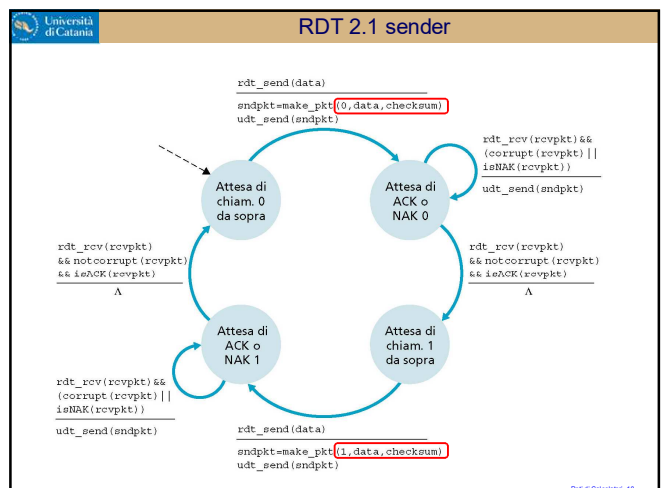 Università
di Catania
RDT 2.1 sender
rdt_send(data)
sndpkt=make_pkt(0,data,checksum)
udt_send(sndpkt)
rdt_rcv(rcvpkt)&&
(corrupt(rcvpkt)||
isNAK(rcvpkt))
udt_send(sndpkt)
Attesa di
chiam. 0
da sopra
Attesa di
ACK o
NAK 0
rdt_rcv(rcvpkt)
&& notcorrupt(rcvpkt)
&& isACK(rcvpkt)
Λ
rdt_rcv(rcvpkt)
&& notcorrupt(rcvpkt)
&& isACK(rcvpkt)
Λ
Attesa di
ACK o
NAK 1
Attesa di
chiam. 1
da sopra
rdt_rcv(rcvpkt)&&
(corrupt(rcvpkt)||
isNAK(rcvpkt))
udt_send(sndpkt)
rdt_send(data)
sndpkt=make_pkt(1,data,checksum)
udt_send(sndpkt)